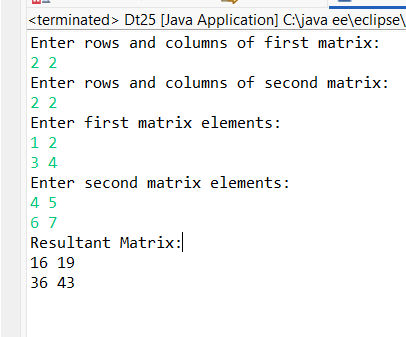 <terminated> Dt25 [Java Application] C:\java ee\eclipse\
Enter rows and columns of first matrix:
2 2
Enter rows and columns of second matrix:
2 2
Enter first matrix elements:
1 2
3 4
Enter second matrix elements:
4 5
6 7
Resultant Matrix:
16 19
36 43